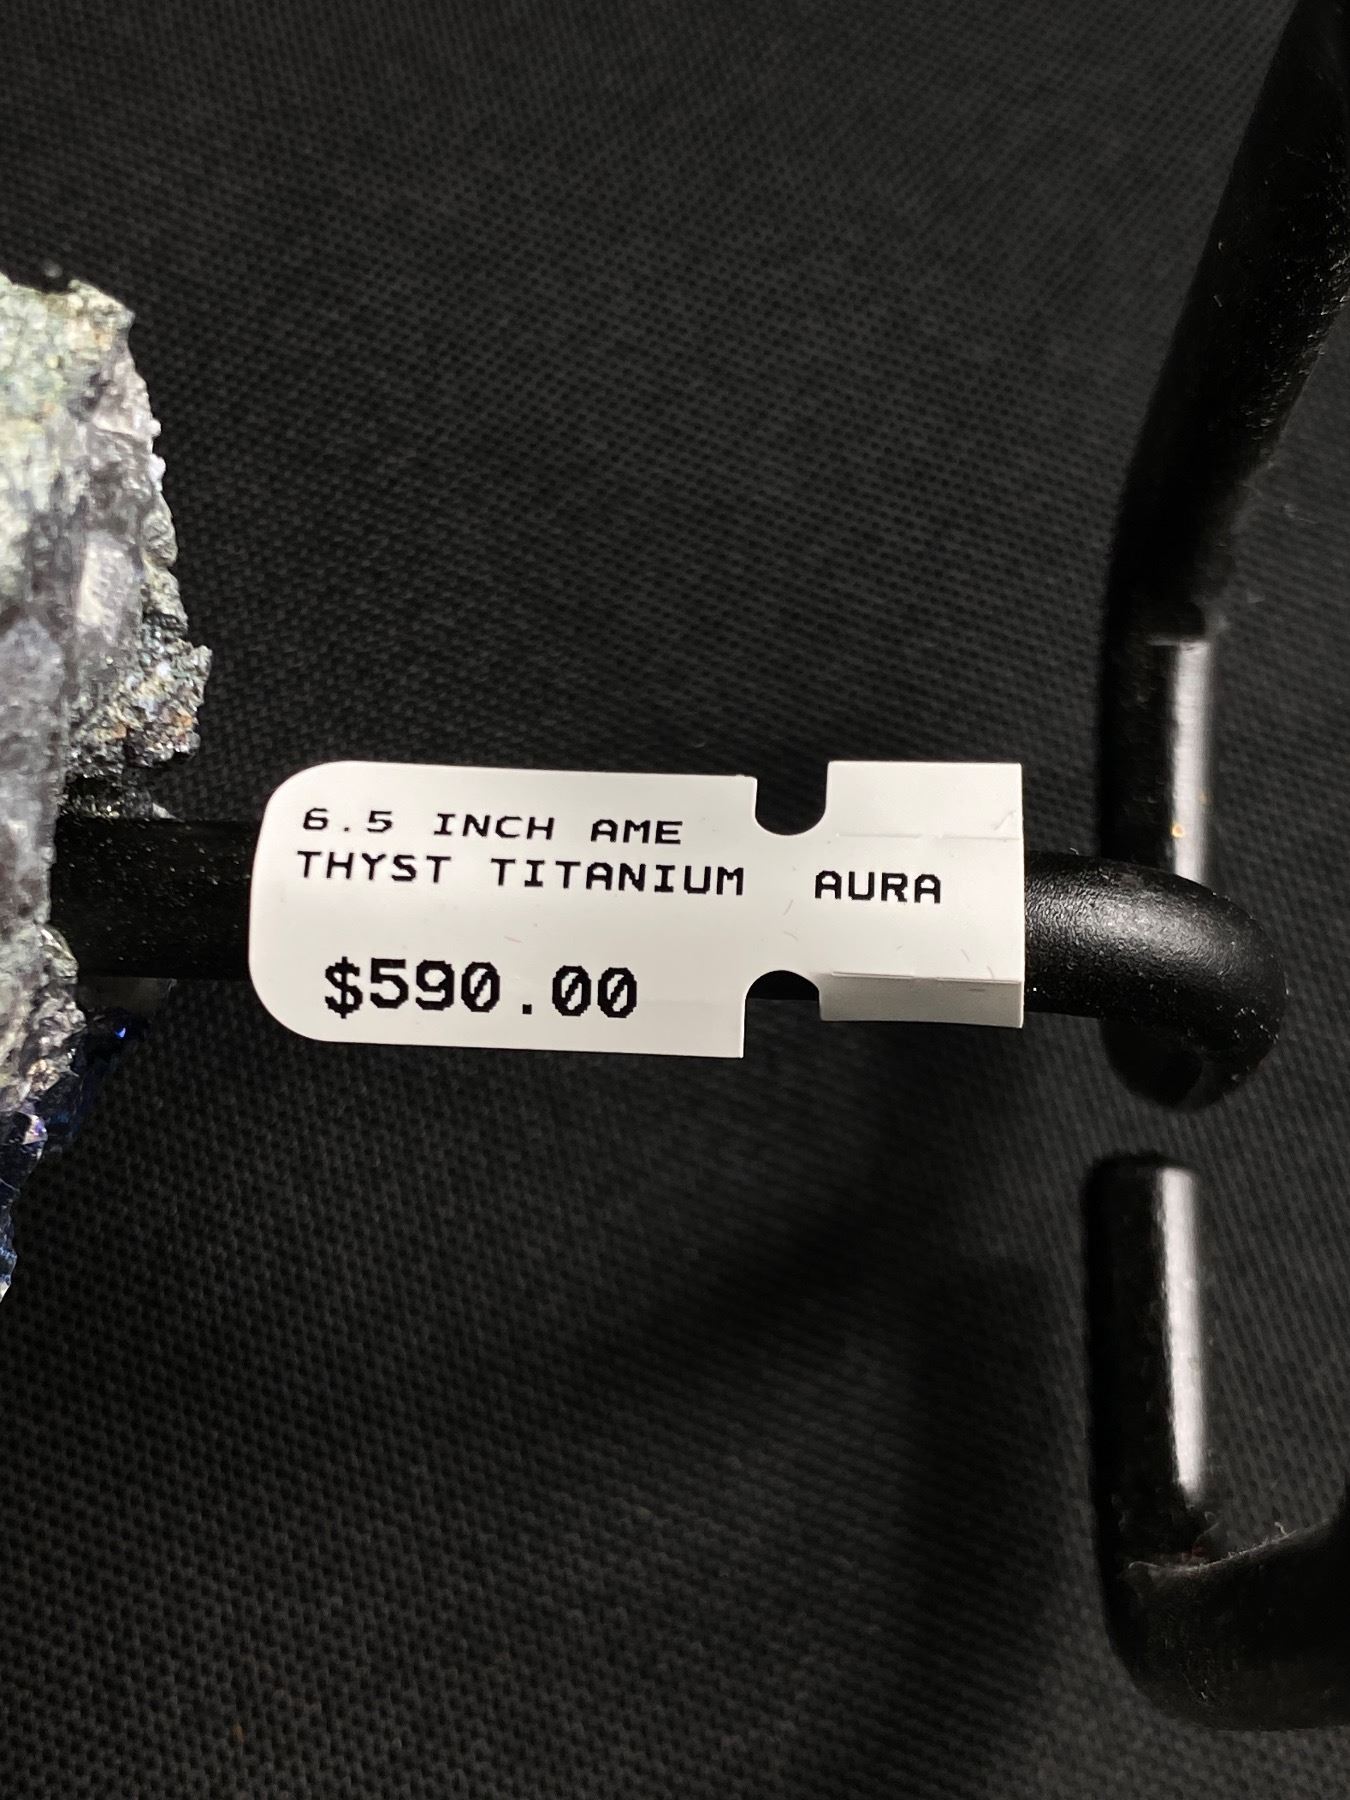 6.5 INCH AME
THYST TITANIUM AURA
$590.00